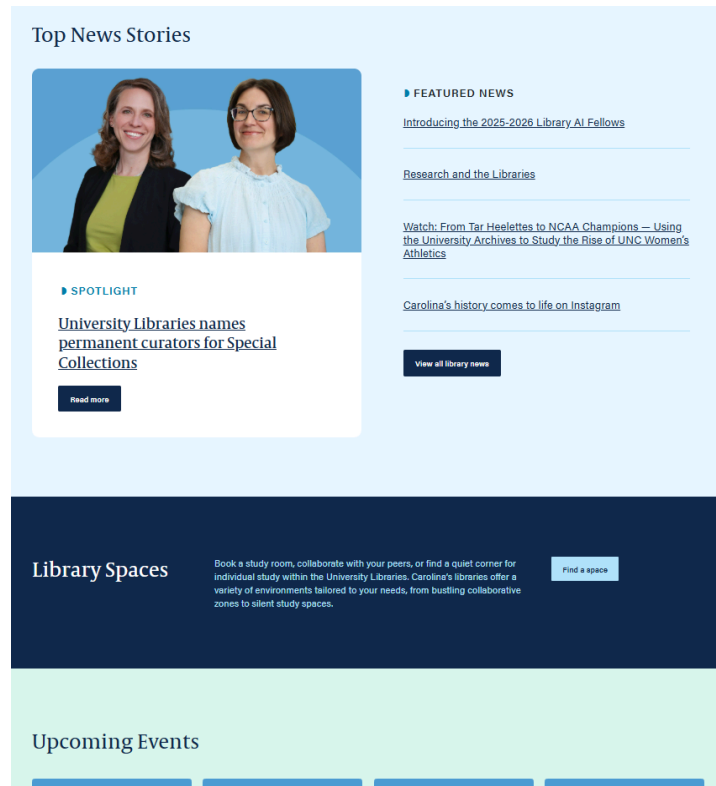 Top News Stories
SPOTLIGHT
University Libraries names
permanent curators for Special
Collections
Read more
FEATURED NEWS
Introducing the 2025-2026 Library AI Fellows
Research and the Libraries
Watch: From Tar Heelettes to NCAA Champions — Using
the University Archives to Study the Rise of UNC Women's
Athletics
Carolina's history comes to life on Instagram
View all library news
Library Spaces
Book a study room, collaborate with your peers, or find a quiet corner for
individual study within the University Libraries. Carolina's libraries offer a
variety of environments tailored to your needs, from bustling collaborative
zones to silent study spaces.
Find a space
Upcoming Events